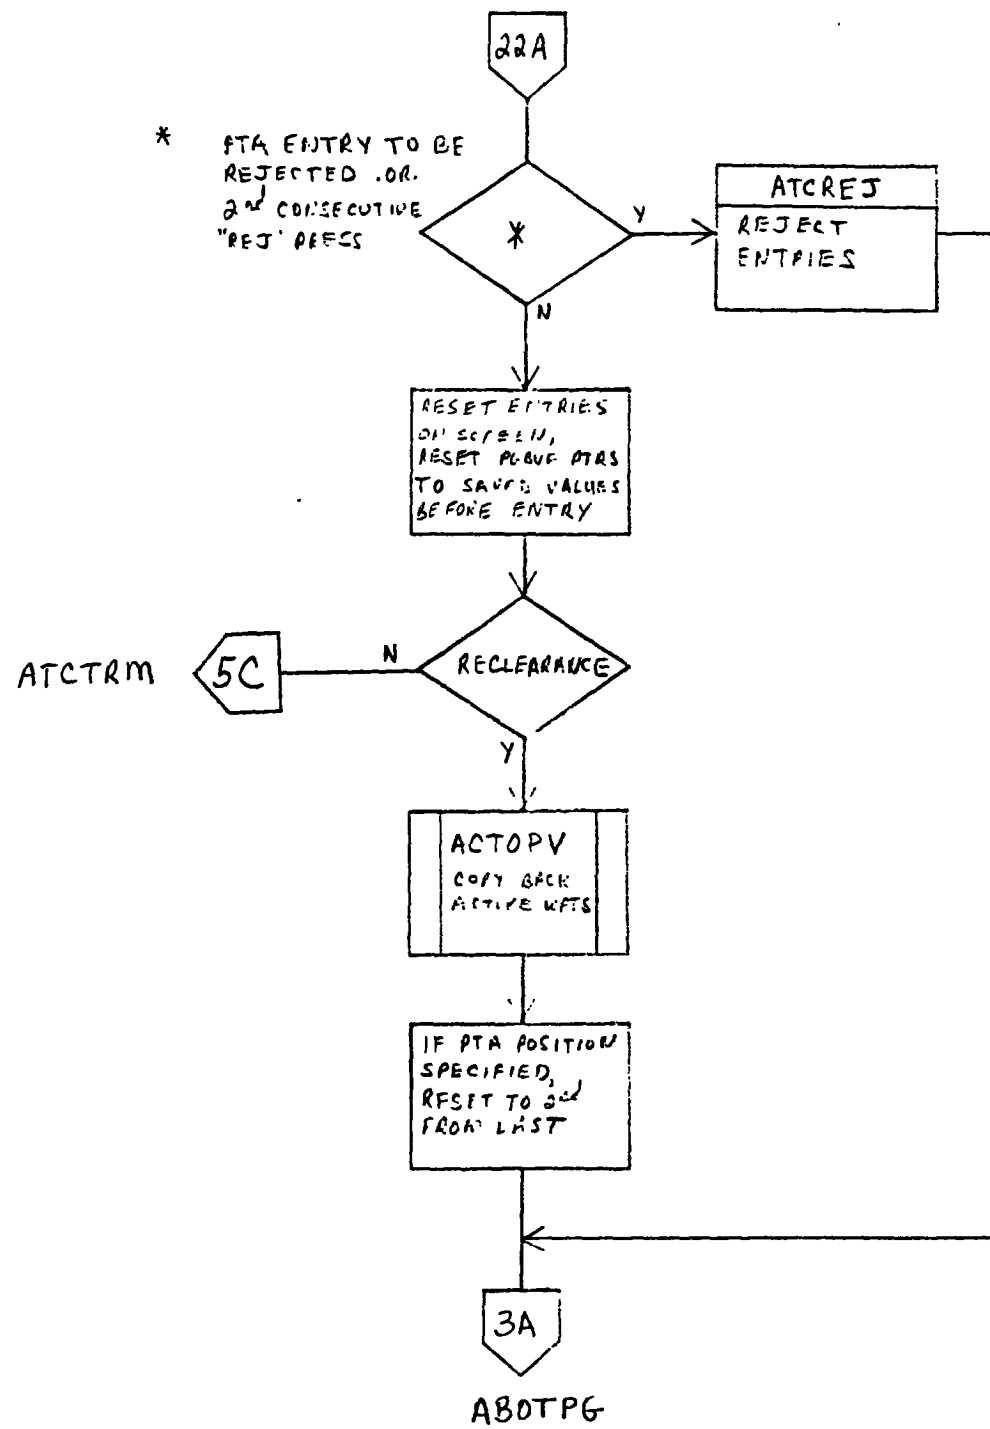 22A
* PTA ENTRY TO BE
REJECTED .OR.
2nd CONSECUTIVE
"REJ" PRESS
*
Y
ATCREJ
REJECT
ENTRIES
N
RESET ENTRIES
ON SCREEN,
RESET PGBUF PTRS
TO SAVED VALUES
BEFORE ENTRY
ATCTRM
5C
N
RECLEARANCE
Y
ACTOPV
COPY BACK
ACTIVE WPTS
IF PTA POSITION
SPECIFIED,
RESET TO 2nd
FROM LAST
3A
ABOTPG